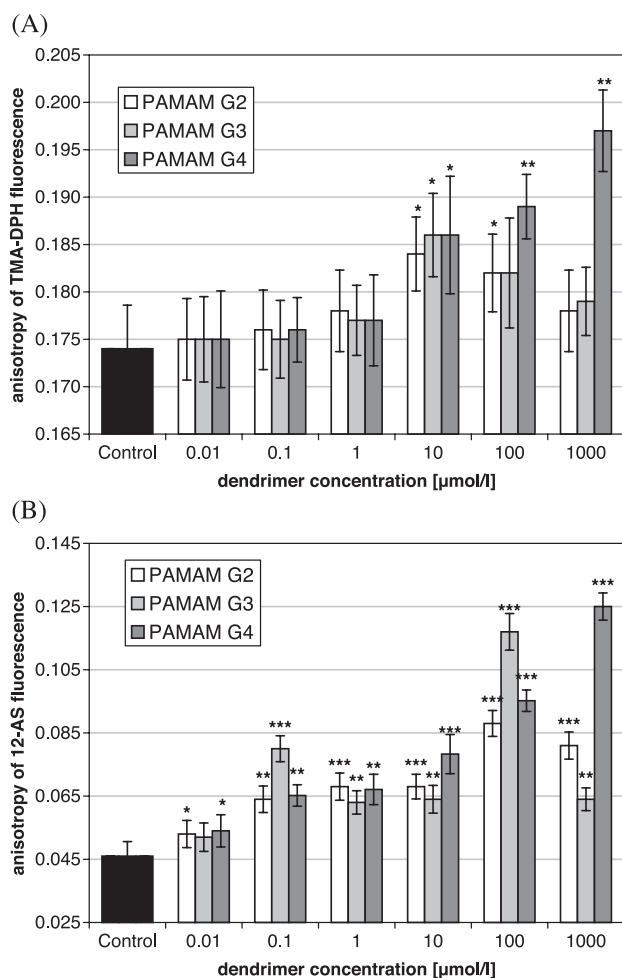 (A)
anisotropy of TMA-DPH fluorescence
0.205
0.200
0.195
0.190
0.185
0.180
0.175
0.170
0.165
PAMAM G2
PAMAM G3
PAMAM G4
* * *
* **
**
Control 0.01 0.1 1 10 100 1000
dendrimer concentration [µmol/l]
(B)
anisotropy of 12-AS fluorescence
0.145
0.125
0.105
0.085
0.065
0.045
0.025
PAMAM G2
PAMAM G3
PAMAM G4
* *
** *** **
*** ** **
*** ** ***
*** *** ***
*** ** ***
Control 0.01 0.1 1 10 100 1000
dendrimer concentration [µmol/l]